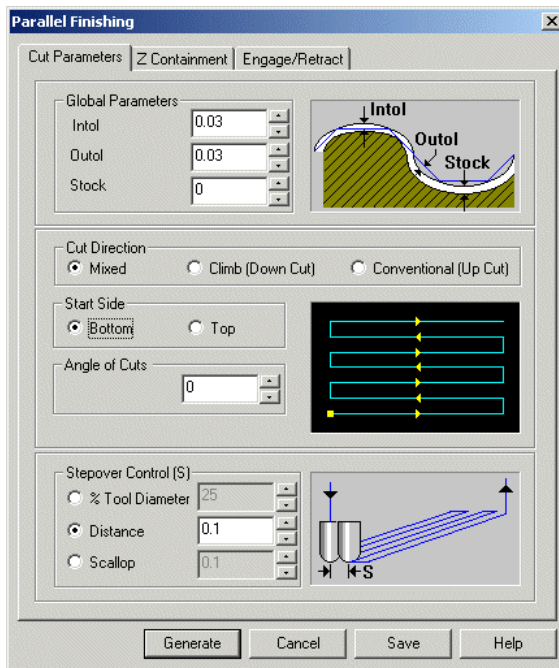 Parallel Finishing
Cut Parameters Z Containment Engage/Retract
Global Parameters
Intol 0.03
Outol 0.03
Stock 0
Intol
Outol
Stock
Cut Direction
Mixed Climb (Down Cut) Conventional (Up Cut)
Start Side
Bottom Top
Angle of Cuts
0
Stepover Control (S)
% Tool Diameter 25
Distance 0.1
Scallop 0.1
S
Generate Cancel Save Help